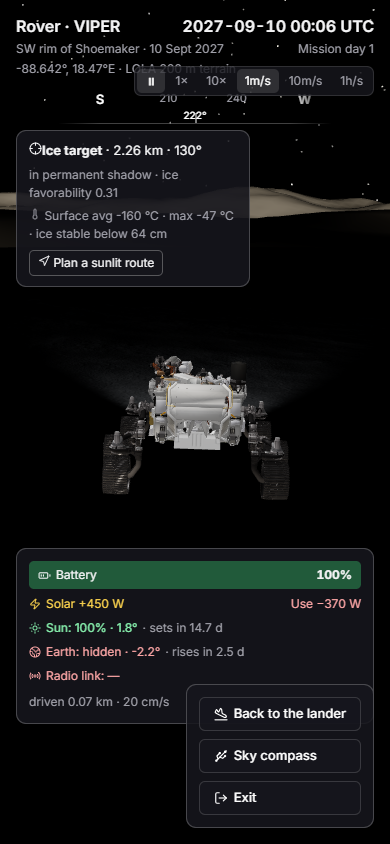 Rover · VIPER
2027-09-10 00:06 UTC
SW rim of Shoemaker · 10 Sept 2027
Mission day 1
-88.642°, 18.47°E · LOLA 200 m terrain
1× 10× 1m/s 10m/s 1h/s
S 210 240 W
222°
Ice target · 2.26 km · 130°
in permanent shadow · ice
favorability 0.31
Surface avg -160 °C · max -47 °C
· ice stable below 64 cm
Plan a sunlit route
Battery 100%
Solar +450 W Use −370 W
Sun: 100% · 1.8° · sets in 14.7 d
Earth: hidden · -2.2° · rises in 2.5 d
Radio link: —
driven 0.07 km · 20 cm/s
Back to the lander
Sky compass
Exit